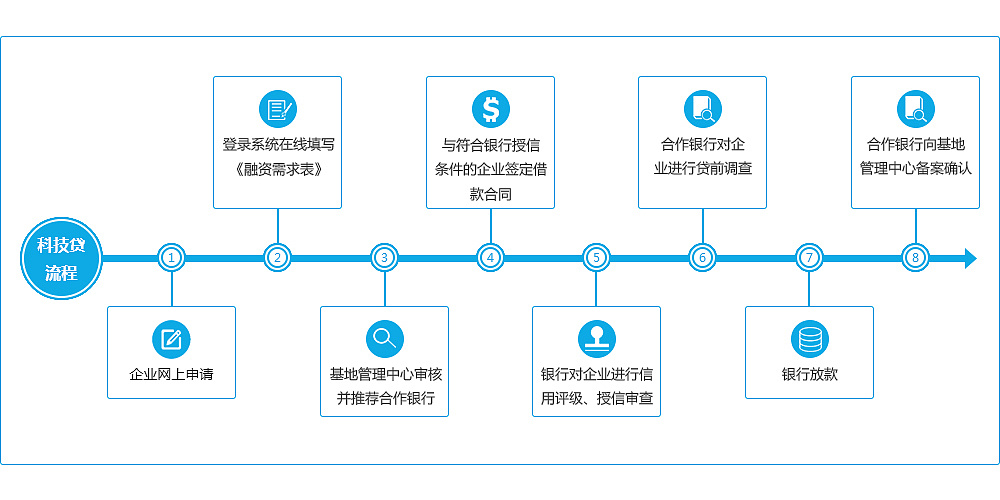 科技贷
流程
1
企业网上申请
2
登录系统在线填写
《融资需求表》
3
基地管理中心审核
并推荐合作银行
4
与符合银行授信
条件的企业签定借
款合同
5
银行对企业进行信
用评级、授信审查
6
合作银行对企
业进行贷前调查
7
银行放款
8
合作银行向基地
管理中心备案确认